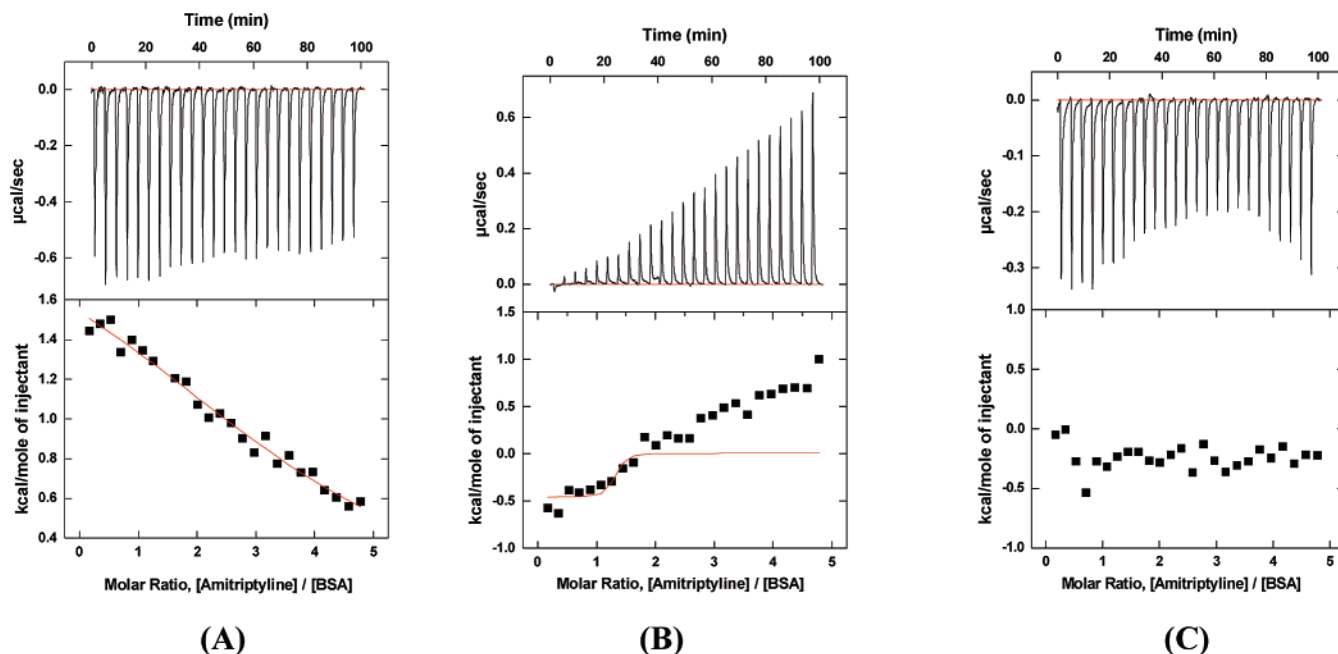 Time (min)
0 20 40 60 80 100
0.0
-0.2
-0.4
-0.6
µcal/sec
1.6
1.4
1.2
1.0
0.8
0.6
0.4
kcal/mole of injectant
0 1 2 3 4 5
Molar Ratio, [Amitriptyline] / [BSA]
(A)
Time (min)
0 20 40 60 80 100
0.6
0.4
0.2
0.0
µcal/sec
1.5
1.0
0.5
0.0
-0.5
-1.0
kcal/mole of injectant
0 1 2 3 4 5
Molar Ratio, [Amitriptyline] / [BSA]
(B)
Time (min)
0 20 40 60 80 100
0.0
-0.1
-0.2
-0.3
µcal/sec
1.0
0.5
0.0
-0.5
-1.0
kcal/mole of injectant
0 1 2 3 4 5
Molar Ratio, [Amitriptyline] / [BSA]
(C)